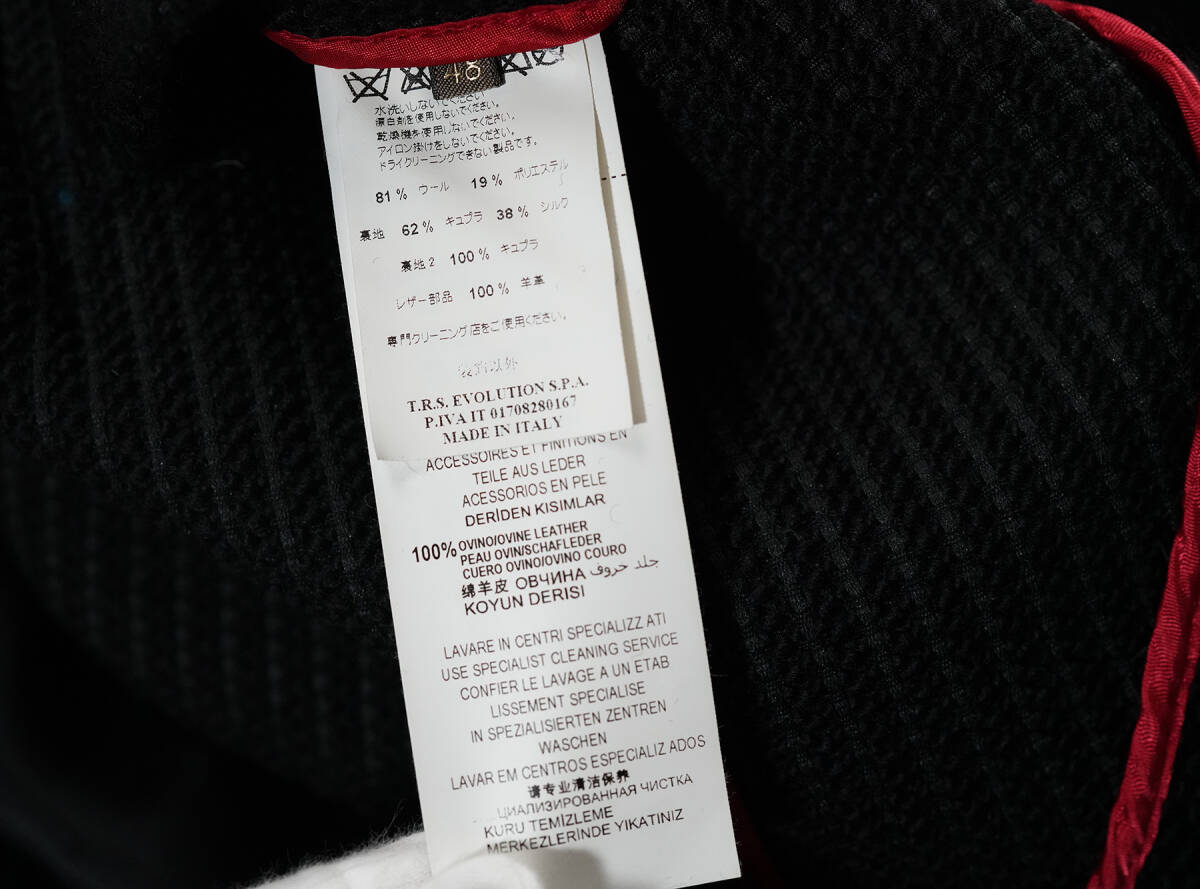 48
水洗いしないでください
漂白剤を使用しないでください。
乾燥機を使用しないでください。
アイロン掛けをしないでください。
ドライクリーニングできない製品です。
81 % ウール 19 % ポリエステル
裏地 62 % キュプラ 38 % シルク
裏地 2 100 % キュプラ
レザー部品 100 % 羊革
専門クリーニング店をご使用ください。
T.R.S. EVOLUTION S.P.A.
P.IVA IT 01708280167
MADE IN ITALY
ACCESSOIRES ET FINITIONS EN
TEILE AUS LEDER
ACESSORIOS EN PELE
DERİDEN KISIMLAR
100% OVINO/OVINE LEATHER
PEAU OVIN/SCHAFLEDER
CUERO OVINO/OVINO COURO
绵羊皮 ОВЧИНА جلد حروف
KOYUN DERISI
LAVARE IN CENTRI SPECIALIZZ ATI
USE SPECIALIST CLEANING SERVICE
CONFIER LE LAVAGE A UN ETAB
LISSEMENT SPECIALISE
IN SPEZIALISIERTEN ZENTREN
WASCHEN
LAVAR EM CENTROS ESPECIALIZ ADOS
请专业清洁保养
ЦИАЛИЗИРОВАННАЯ ЧИСТКА
KURU TEMİZLEME
MERKEZLERİNDE YIKATINIZ